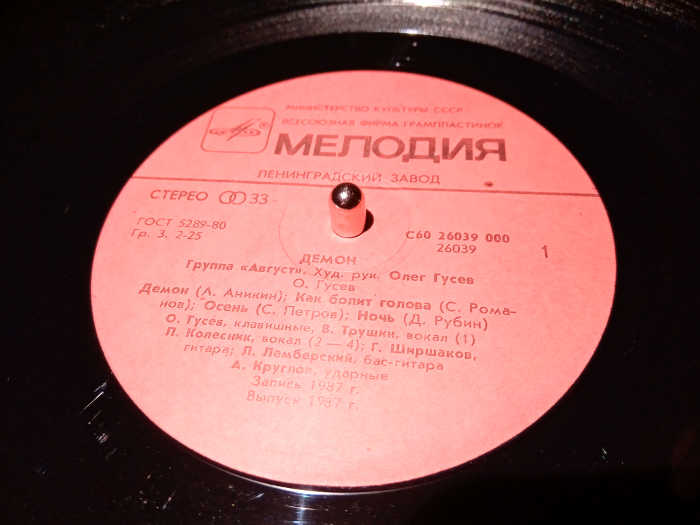 МИНИСТЕРСТВО КУЛЬТУРЫ СССР
ВСЕСОЮЗНАЯ ФИРМА ГРАМПЛАСТИНОК
МЕЛОДИЯ
ЛЕНИНГРАДСКИЙ ЗАВОД
СТЕРЕО 33
ГОСТ 5289-80
Гр. 3. 2-25
С60 26039 000
26039
1
ДЕМОН
Группа «Август». Худ. рук. Олег Гусев
О. Гусев
Демон (Л. Аникин); Как болит голова (С. Рома-
нов); Осень (С. Петров); Ночь (Д. Рубин)
О. Гусев, клавишные, В. Трушин, вокал (1)
П. Колесник, вокал (2 — 4); Г. Ширшаков,
гитара; Л. Ламберский, бас-гитара
А. Круглов, ударные
Запись 1987 г.
Выпуск 1987 г.